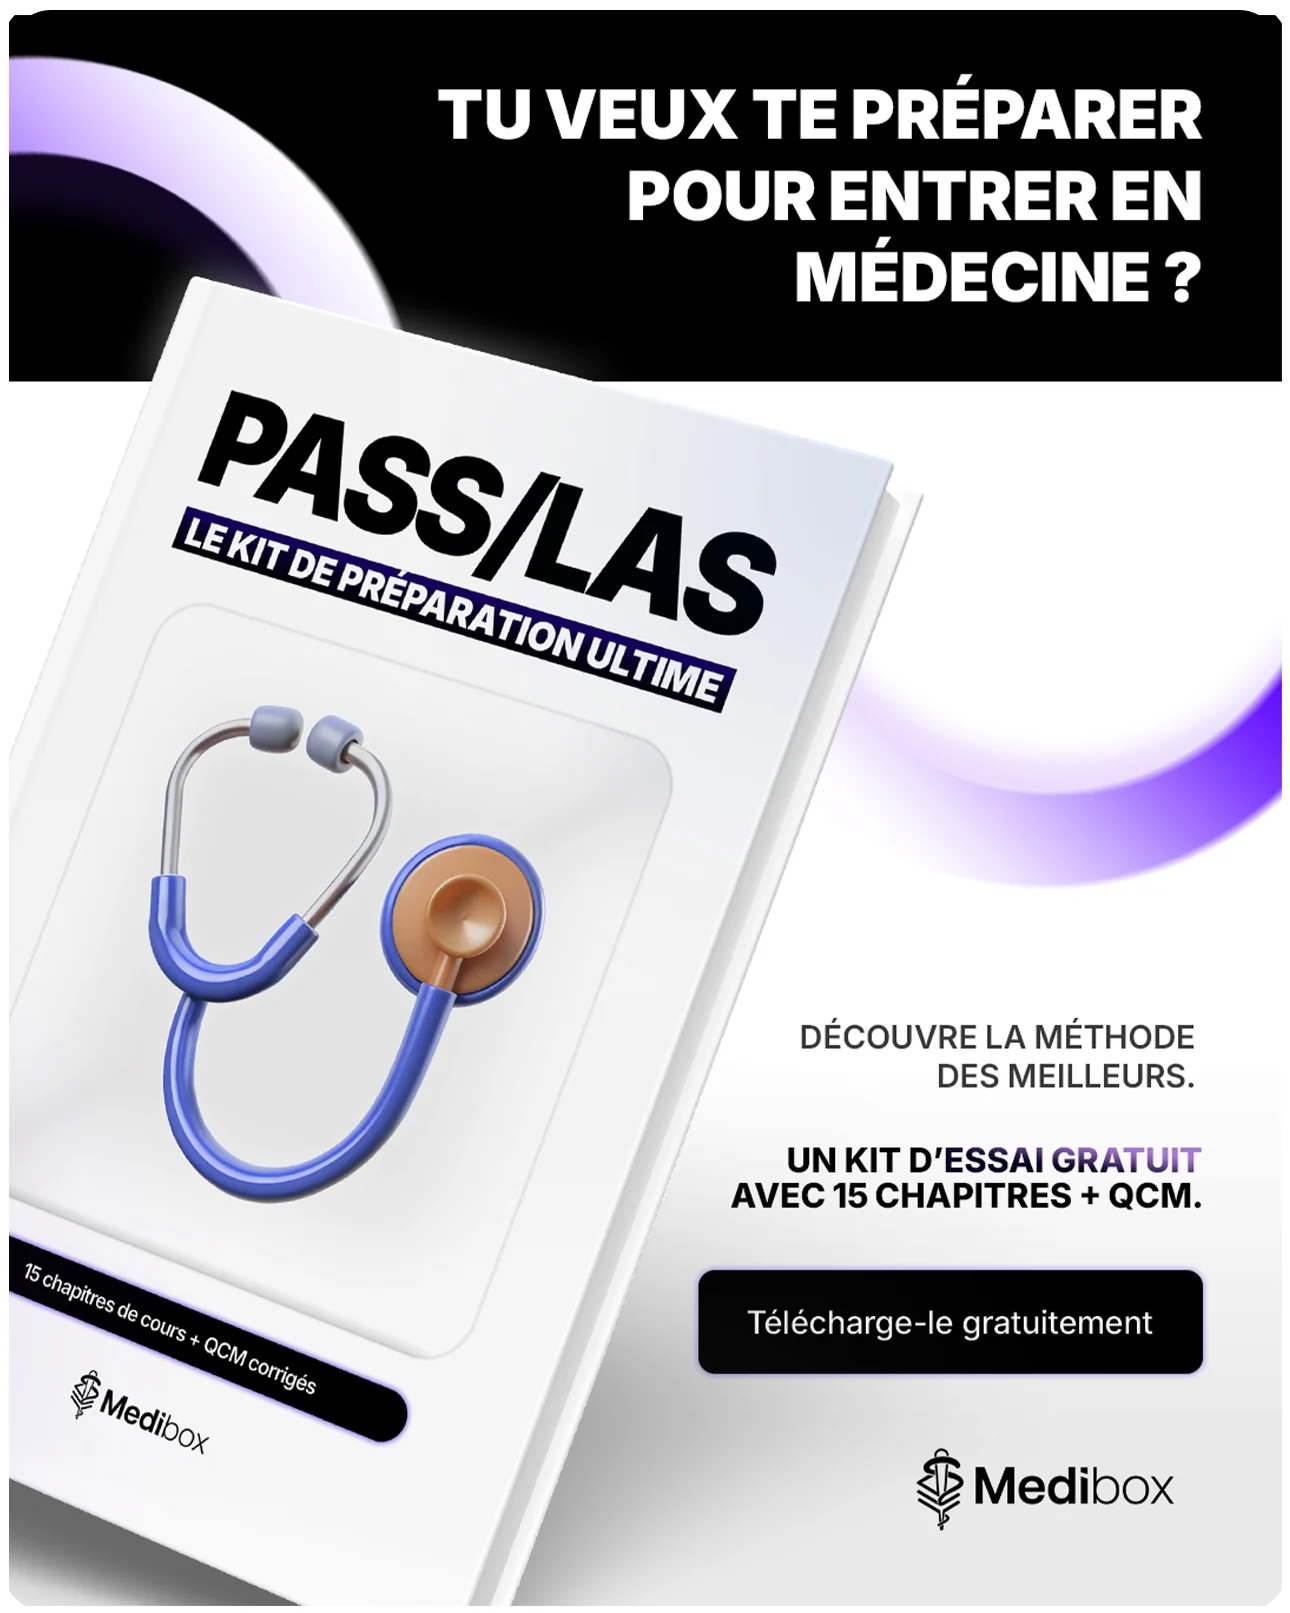 TU VEUX TE PRÉPARER
POUR ENTRER EN
MÉDECINE ?
PASS/LAS
LE KIT DE PRÉPARATION ULTIME
15 chapitres de cours + QCM corrigés
Medibox
DÉCOUVRE LA MÉTHODE
DES MEILLEURS.
UN KIT D’ESSAI GRATUIT
AVEC 15 CHAPITRES + QCM.
Télécharge-le gratuitement
Medibox